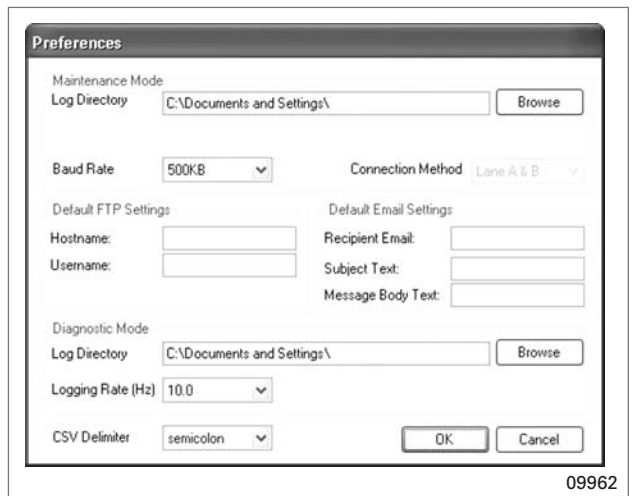 Preferences
Maintenance Mode
Log Directory C:\Documents and Settings\ Browse
Baud Rate 500KB Connection Method Lane A & B
Default FTP Settings Default Email Settings
Hostname: Recipient Email:
Username: Subject Text:
Message Body Text:
Diagnostic Mode
Log Directory C:\Documents and Settings\ Browse
Logging Rate (Hz) 10.0
CSV Delimiter semicolon OK Cancel
09962